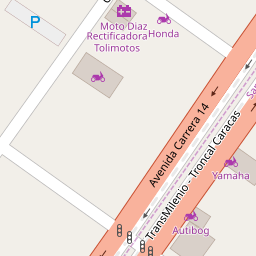 P
Moto Diaz
Rectificadora
Tolimotos
Honda
Avenida Carrera 14
TransMilenio - Troncal Caracas
Yamaha
Autibog